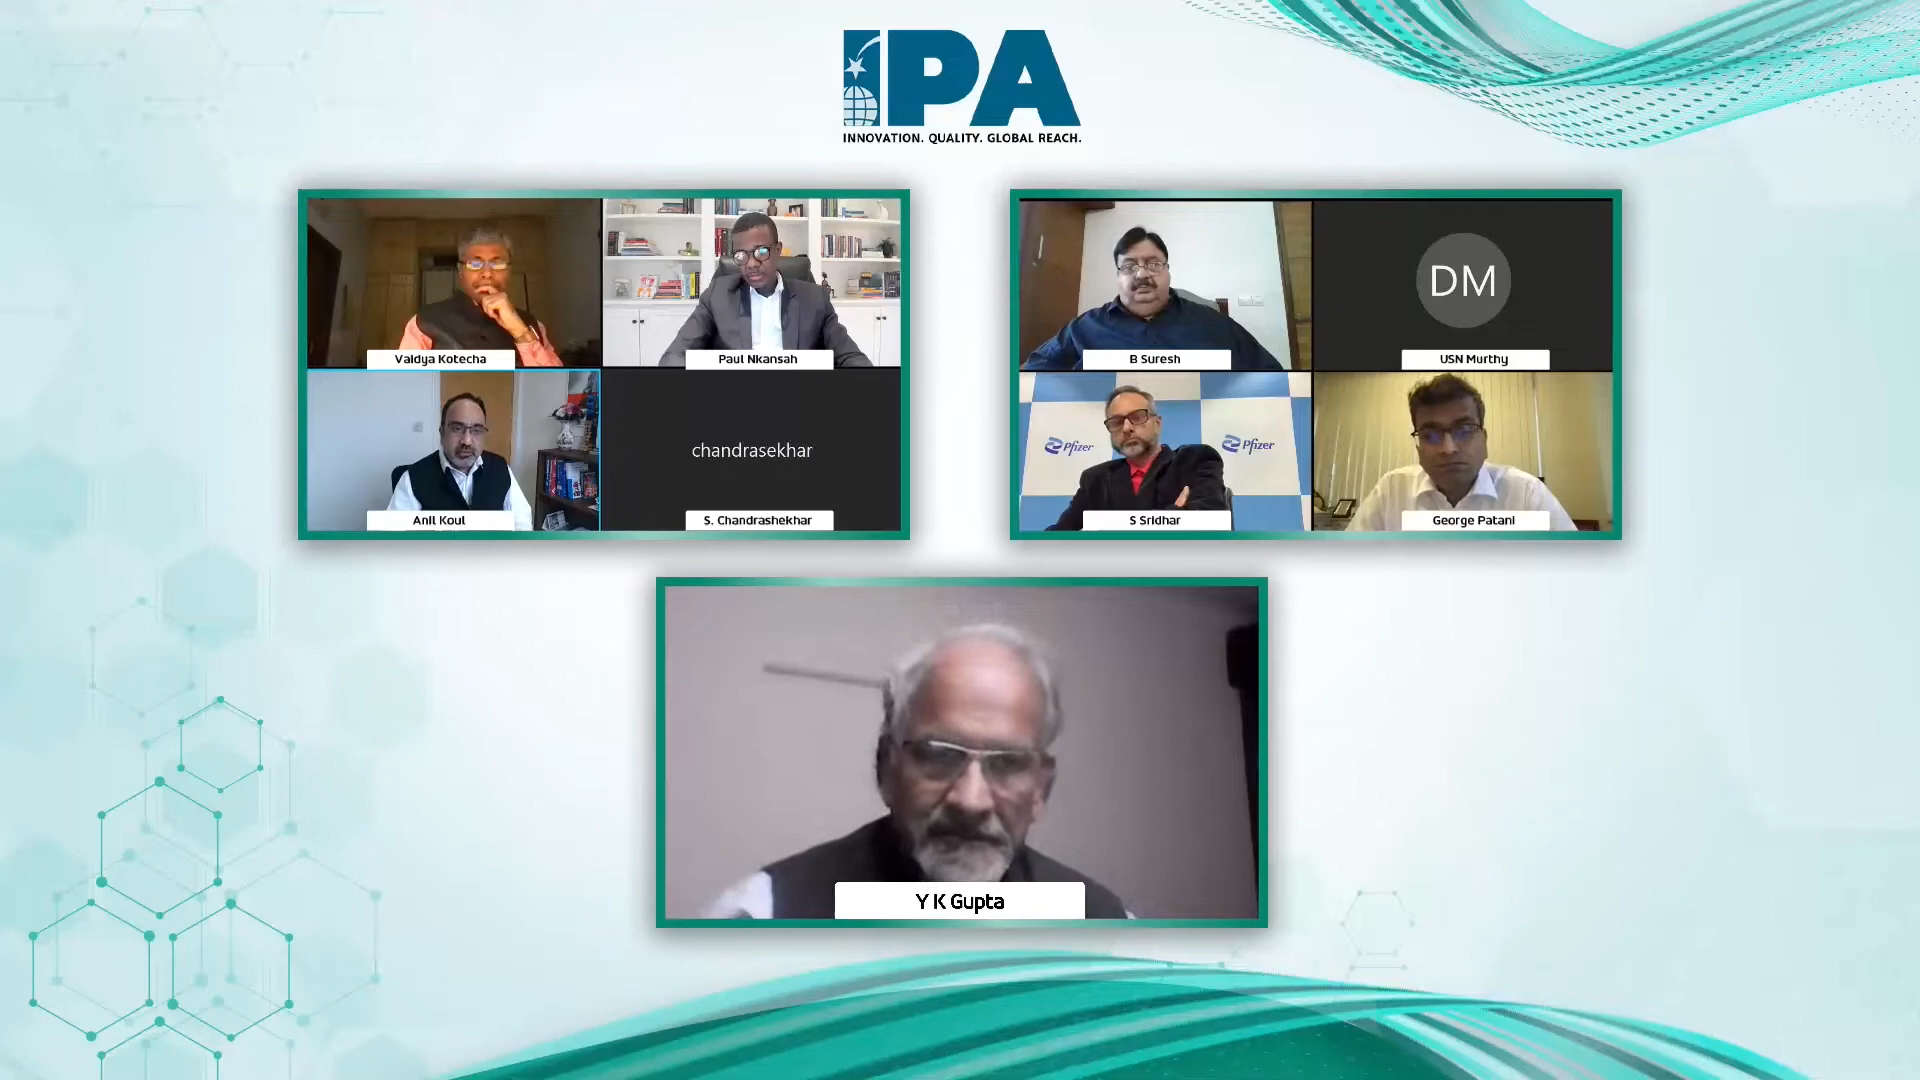 IPA
INNOVATION. QUALITY. GLOBAL REACH.
Vaidya Kotecha
Paul Nkansah
Anil Koul
chandrasekhar
S. Chandrashekhar
B Suresh
DM
USN Murthy
Pfizer
Pfizer
S Sridhar
George Patani
Y K Gupta